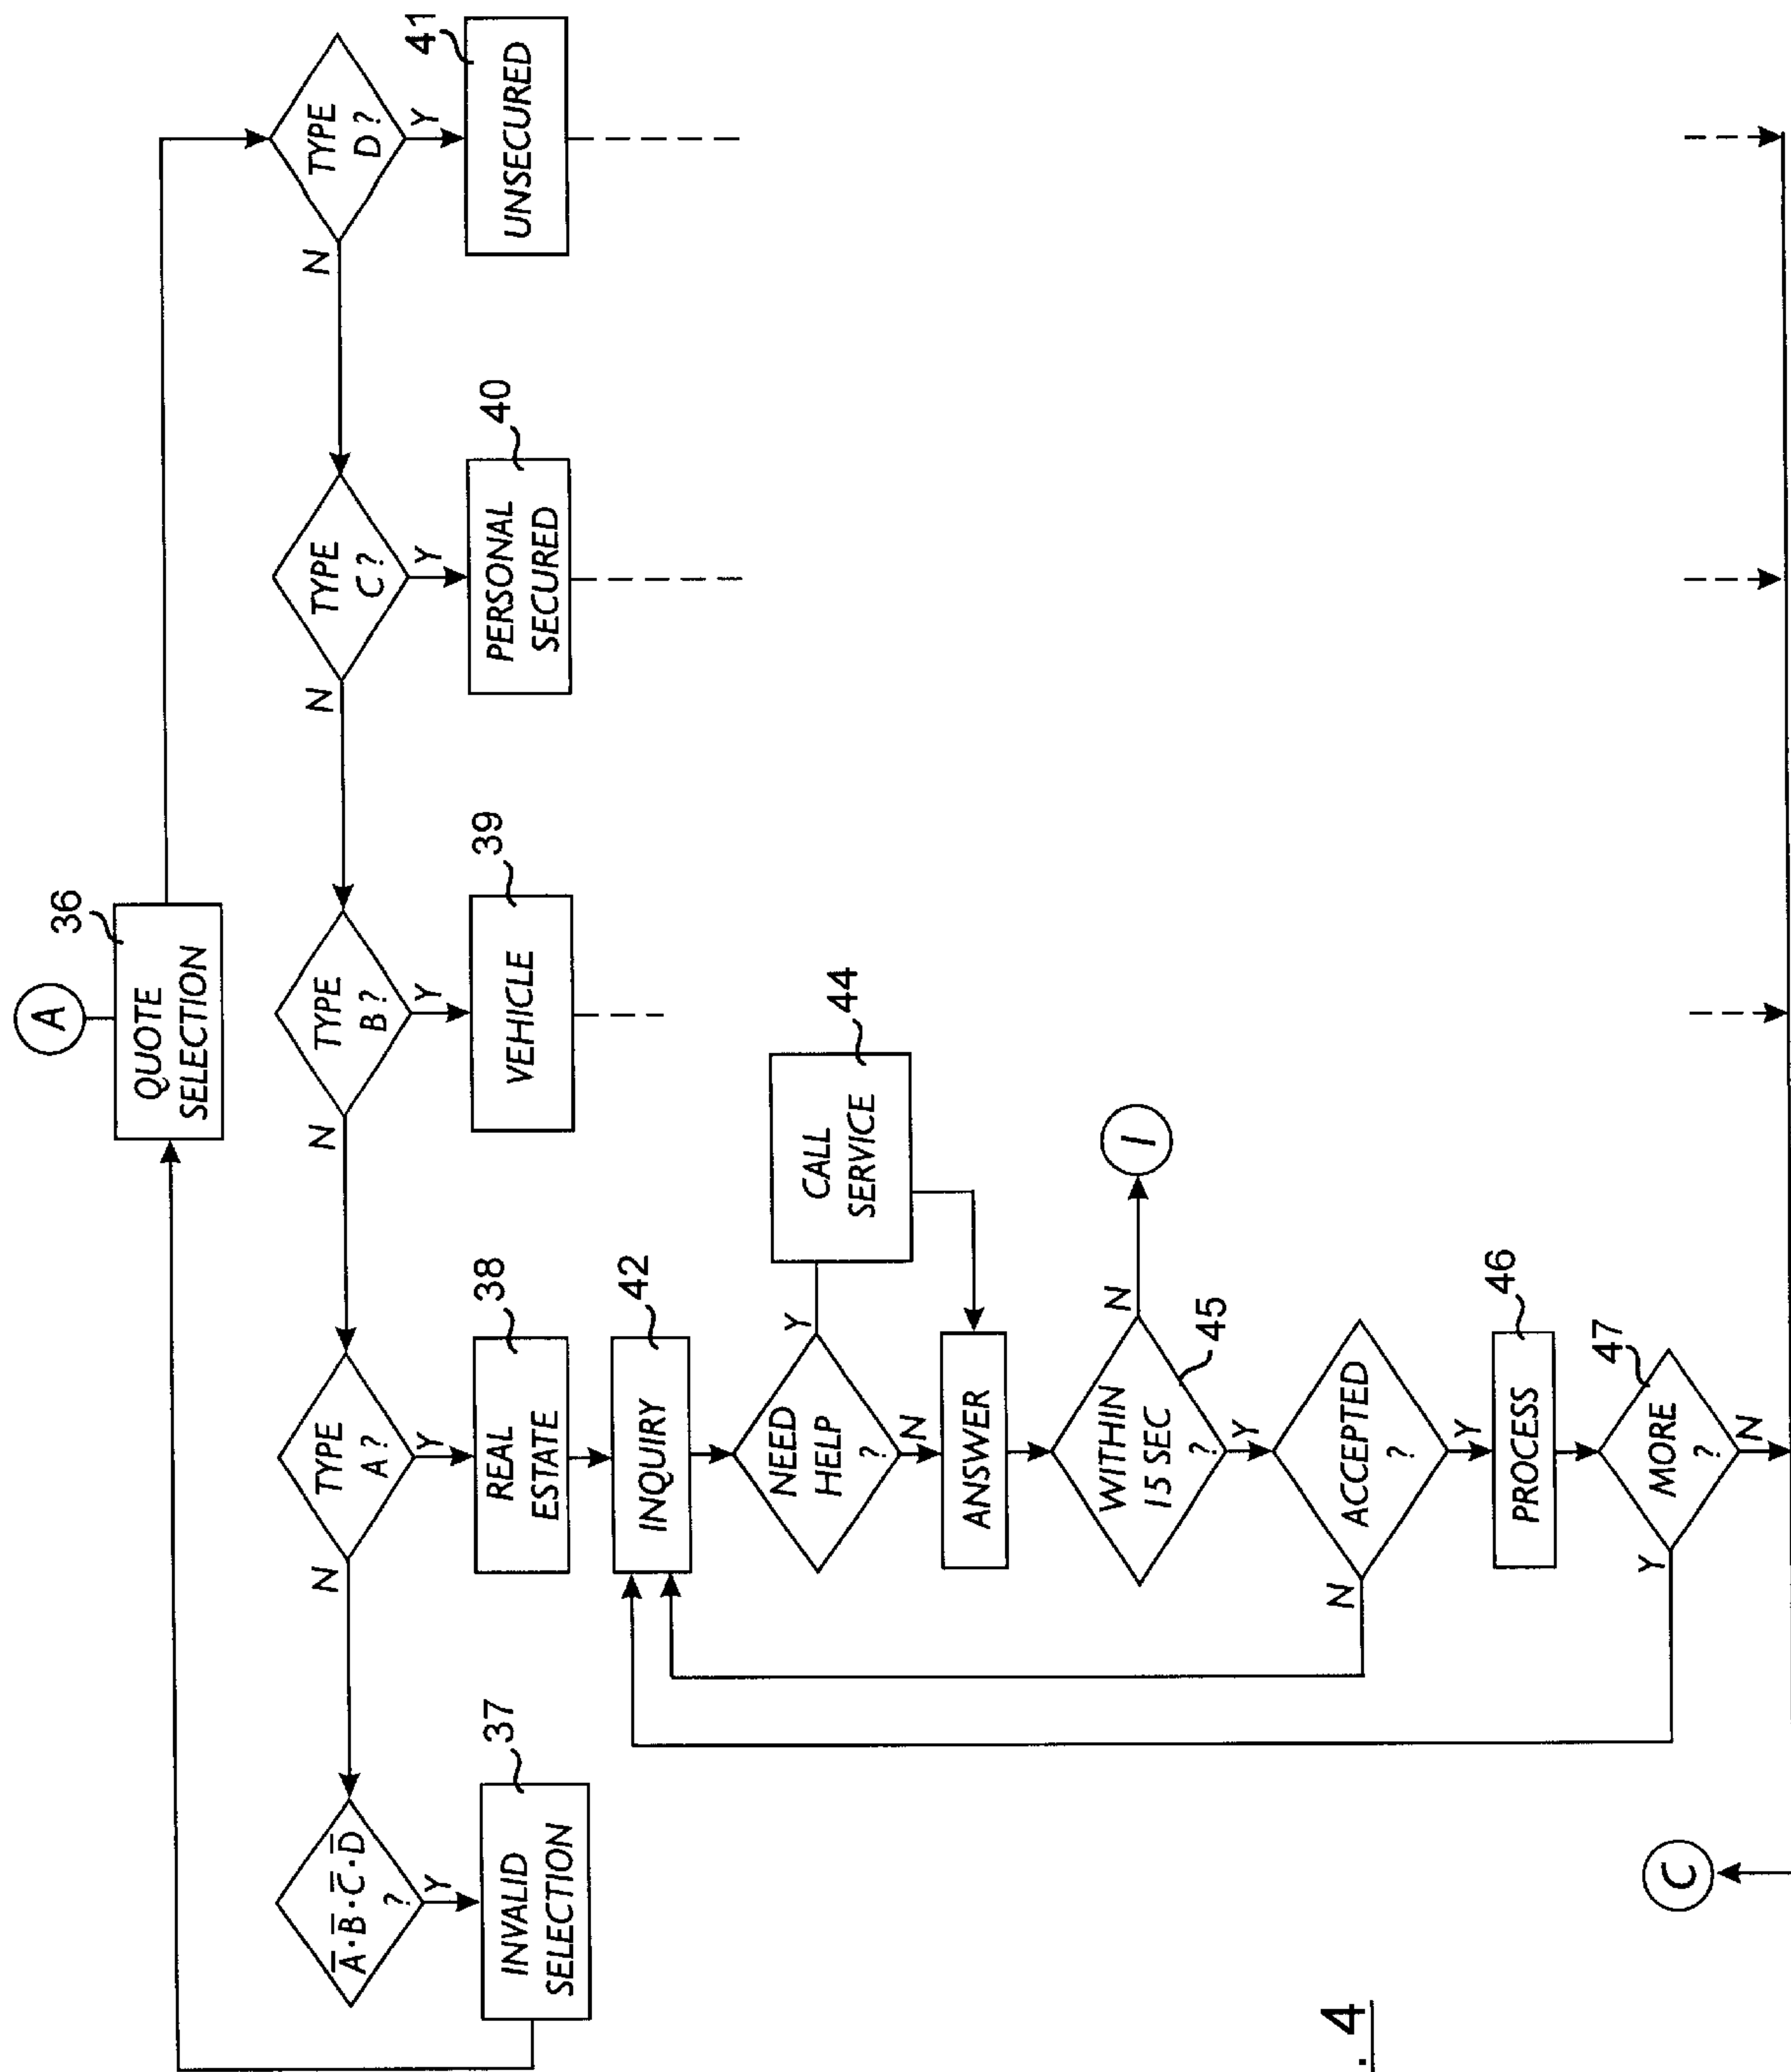 A
36
QUOTE
SELECTION
TYPE
D?
N
Y
41
UNSECURED
TYPE
C?
N
Y
40
PERSONAL
SECURED
TYPE
B?
N
Y
39
VEHICLE
TYPE
A?
N
Y
38
REAL
ESTATE
A̅·B̅·C̅·D̅
?
Y
37
INVALID
SELECTION
42
INQUIRY
NEED
HELP
?
Y
N
44
CALL
SERVICE
ANSWER
WITHIN
15 SEC
?
45
N
I
Y
ACCEPTED
?
N
Y
46
PROCESS
47
MORE
?
Y
N
C
. 4